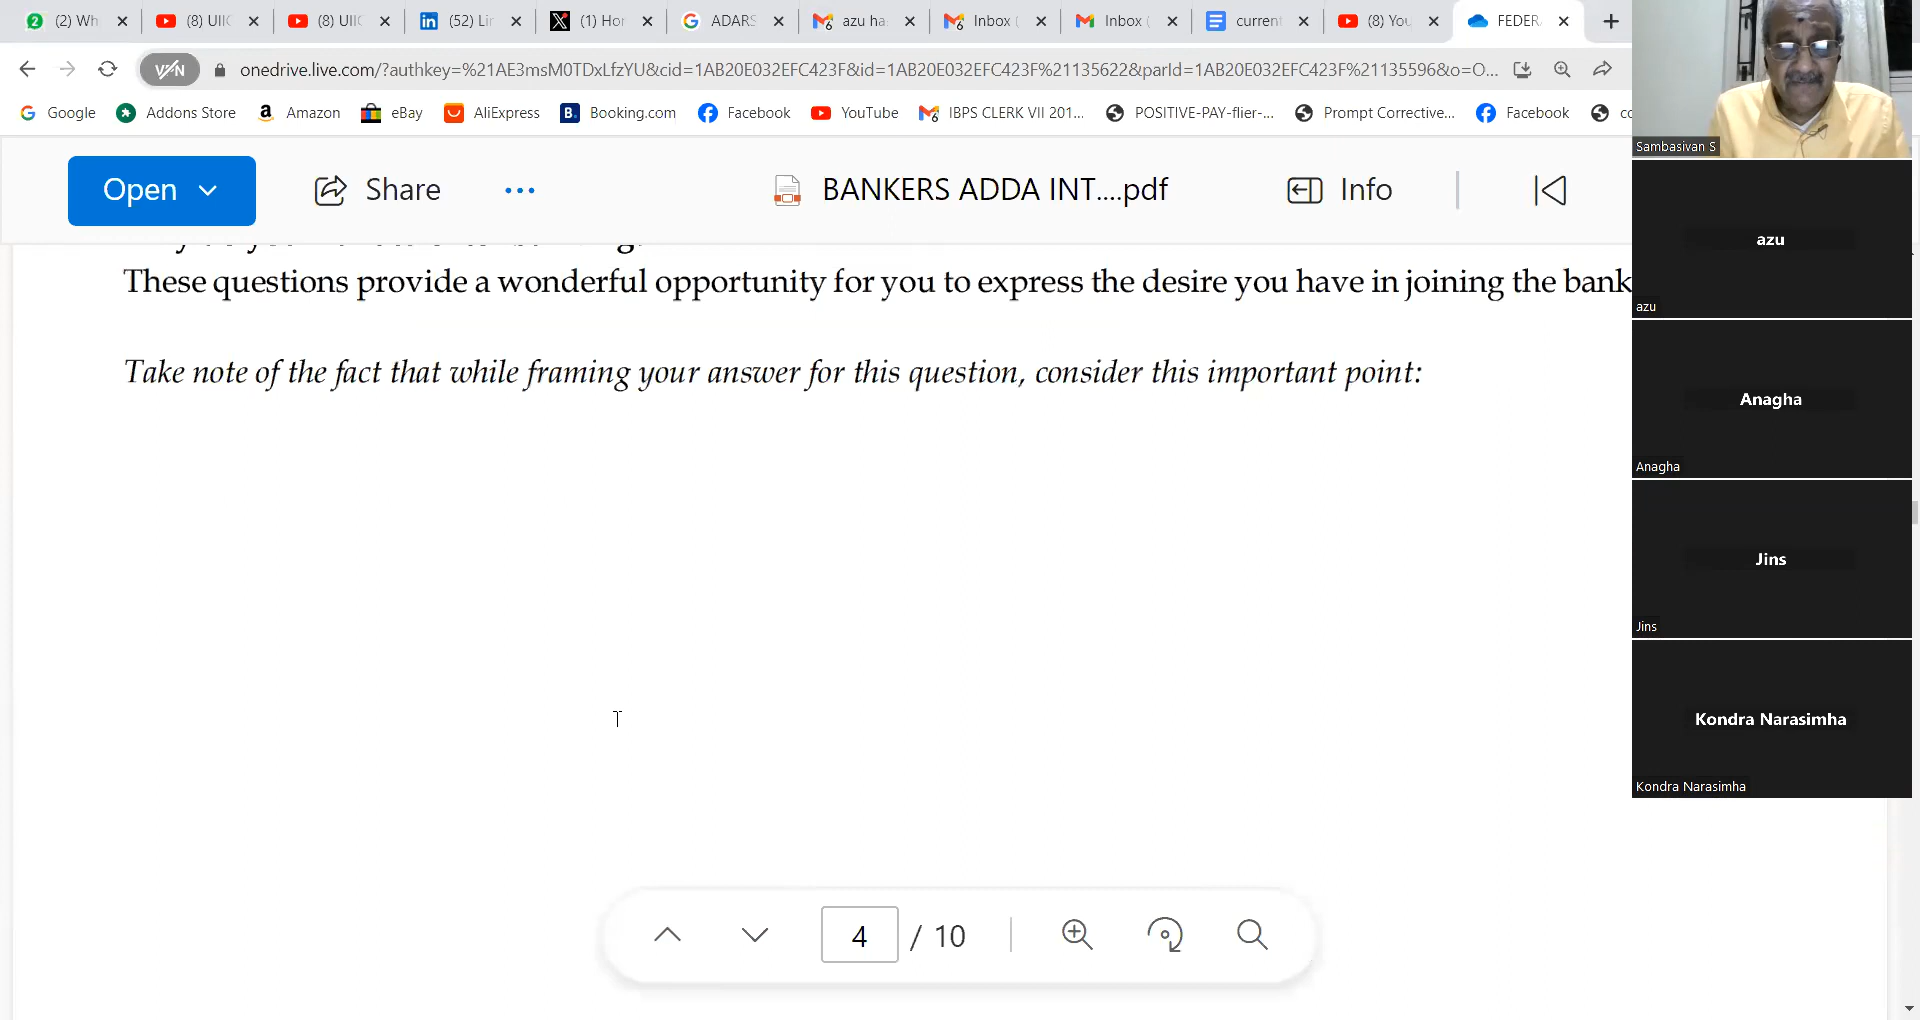 (2) Wh
(8) UII
(8) UII
(52) Lir
(1) Hor
ADARS
azu ha
Inbox (
Inbox (
current
(8) You
FEDER
VPN
onedrive.live.com/?authkey=%21AE3msM0TDxLfzYU&cid=1AB20E032EFC423F&id=1AB20E032EFC423F%21135622&parId=1AB20E032EFC423F%21135596&o=O...
Google
Addons Store
Amazon
eBay
AliExpress
Booking.com
Facebook
YouTube
IBPS CLERK VII 201...
POSITIVE-PAY-flier-...
Prompt Corrective...
Facebook
Open
Share
BANKERS ADDA INT....pdf
Info
These questions provide a wonderful opportunity for you to express the desire you have in joining the bank
Take note of the fact that while framing your answer for this question, consider this important point:
4 / 10
Sambasivan S
azu
azu
Anagha
Anagha
Jins
Jins
Kondra Narasimha
Kondra Narasimha